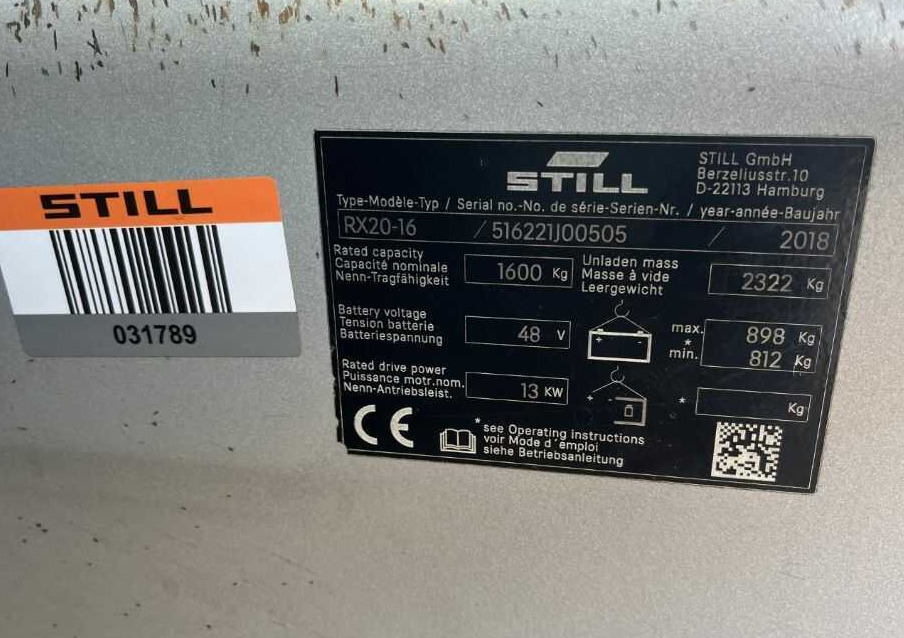 STILL
031789
STILL
STILL GmbH
Berzeliusstr.10
D-22113 Hamburg
Type-Modèle-Typ / Serial no.-No. de série-Serien-Nr. / year-année-Baujahr
RX20-16 / 516221J00505 / 2018
Rated capacity
Capacité nominale
Nenn-Tragfähigkeit
1600 Kg
Unladen mass
Masse à vide
Leergewicht
2322 Kg
Battery voltage
Tension batterie
Batteriespannung
48 V
+ -
max. 898 Kg
*
min. 812 Kg
Rated drive power
Puissance motr.nom.
Nenn-Antriebsleist.
13 KW
+ -
* Kg
CE
* see Operating instructions
voir Mode d'emploi
siehe Betriebsanleitung